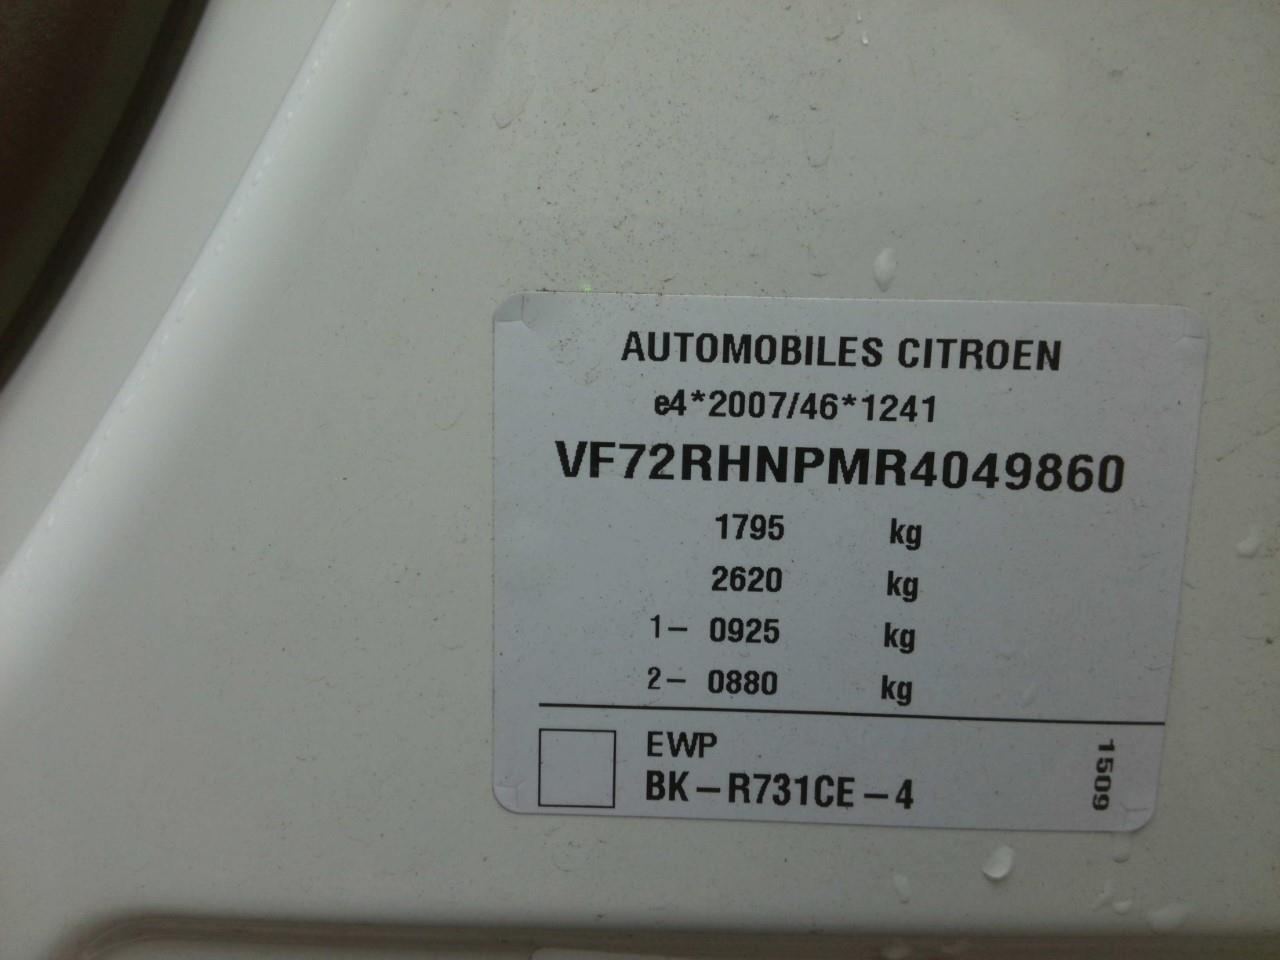 AUTOMOBILES CITROEN
e4*2007/46*1241
VF72RHNPMR4049860
1795 kg
2620 kg
1– 0925 kg
2– 0880 kg
EWP
BK–R731CE–4
1509